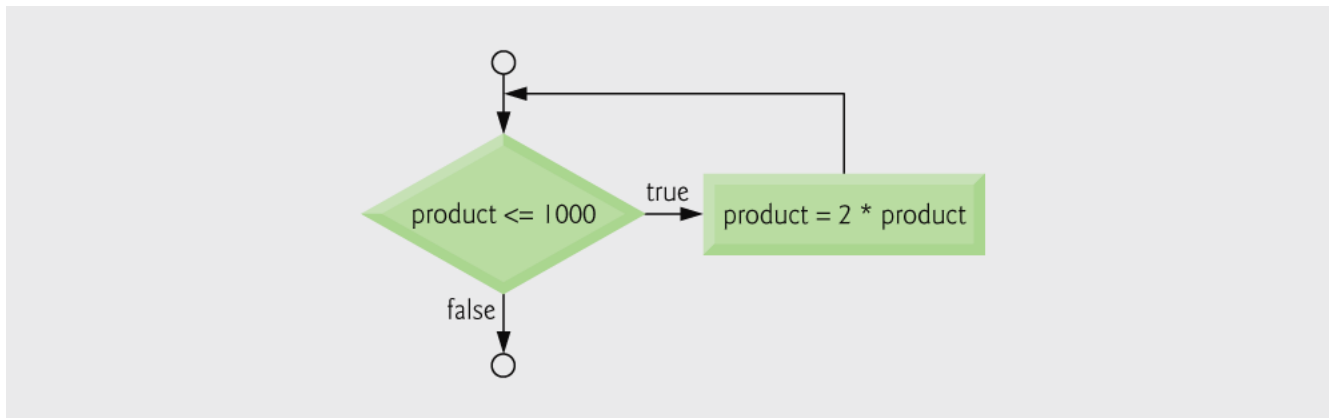 product <= 1000
true
product = 2 * product
false